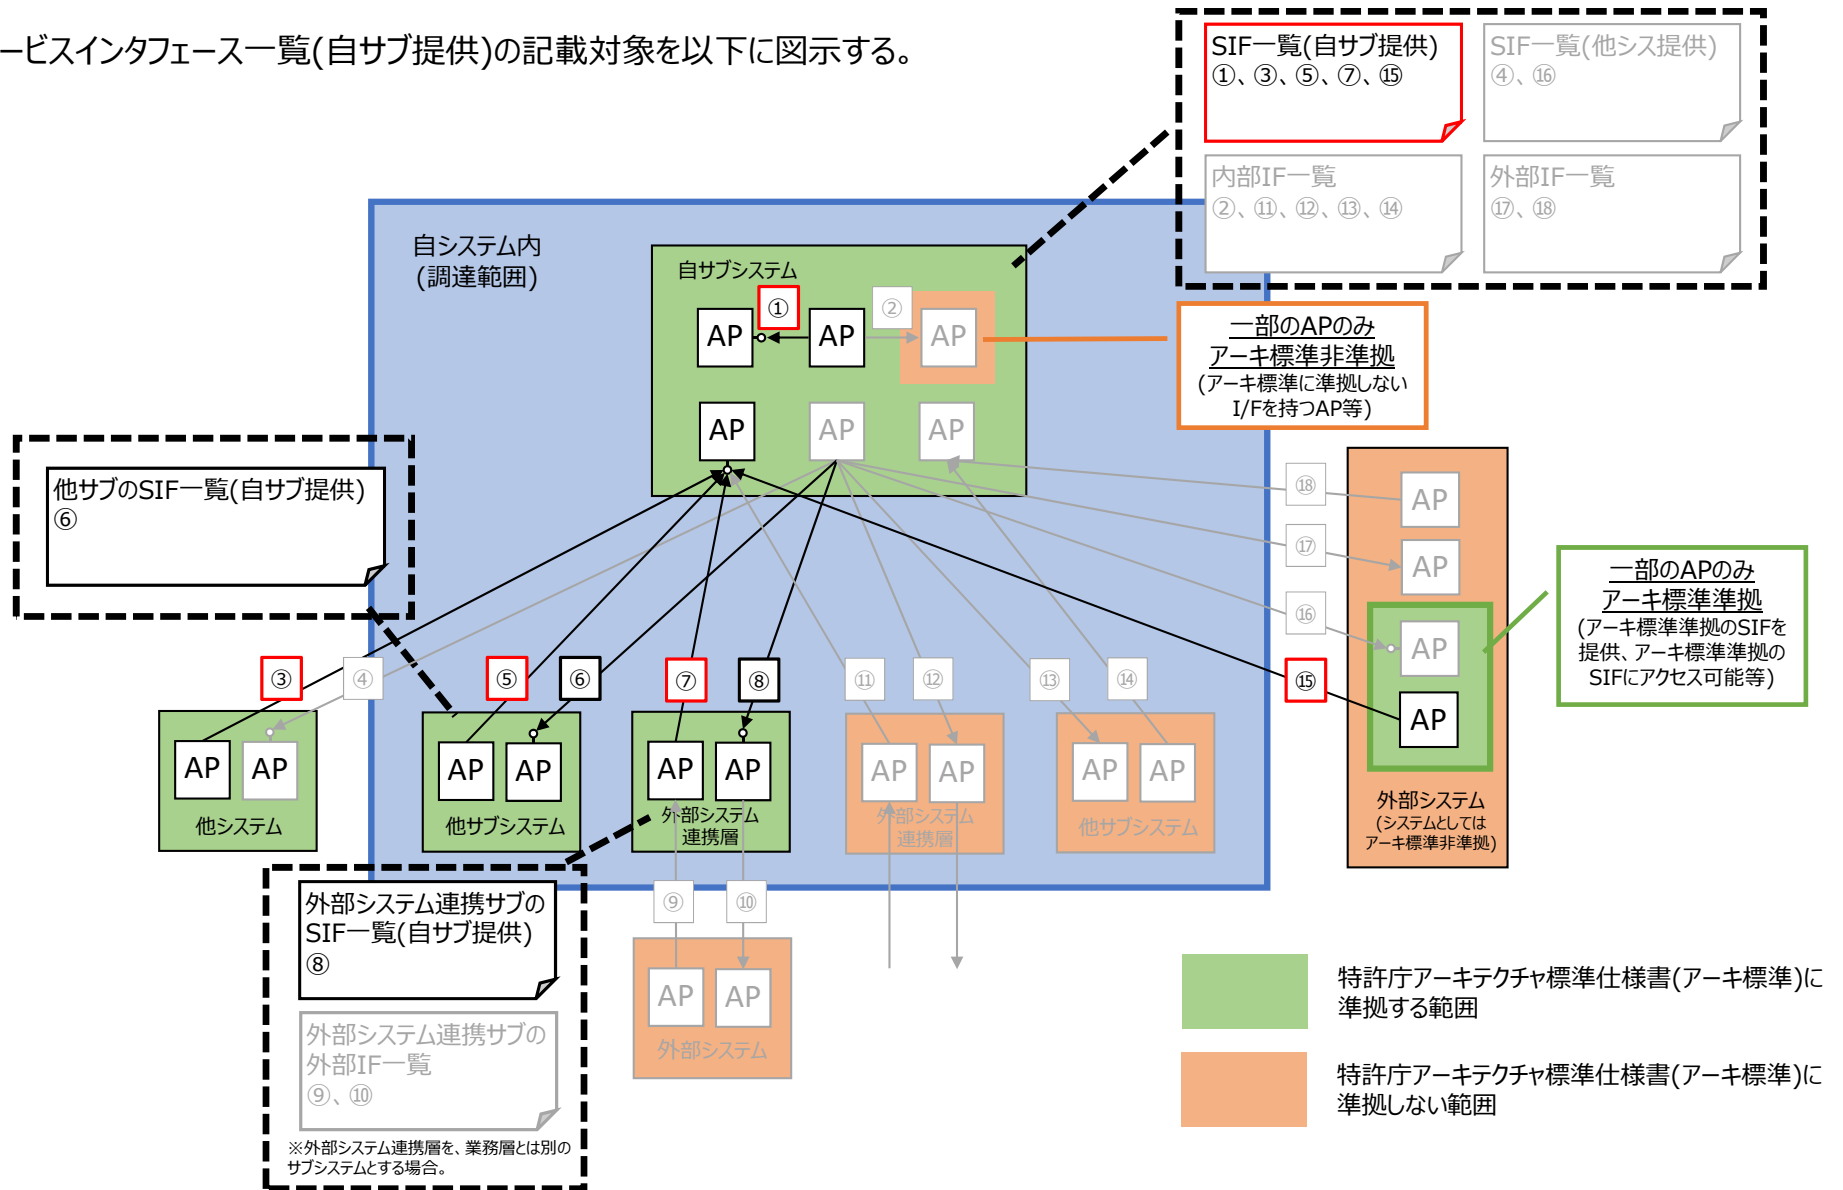 ービスインタフェース一覧(自サブ提供)の記載対象を以下に図示する。
SIF一覧(自サブ提供)
①、③、⑤、⑦、⑮
SIF一覧(他シス提供)
④、⑯
内部IF一覧
②、⑪、⑫、⑬、⑭
外部IF一覧
⑰、⑱
自システム内
(調達範囲)
自サブシステム
①
②
AP
AP
AP
一部のAPのみ
アーキ標準非準拠
(アーキ標準に準拠しない
I/Fを持つAP等)
AP
AP
AP
他サブのSIF一覧(自サブ提供)
⑥
⑱
AP
⑰
AP
⑯
AP
一部のAPのみ
アーキ標準準拠
(アーキ標準準拠のSIFを
提供、アーキ標準準拠の
SIFにアクセス可能等)
③
④
⑤
⑥
⑦
⑧
⑪
⑫
⑬
⑭
⑮
AP
AP
AP
他システム
AP
AP
他サブシステム
AP
AP
外部システム
連携層
AP
AP
外部システム
連携層
AP
AP
他サブシステム
外部システム
(システムとしては
アーキ標準非準拠)
外部システム連携サブの
SIF一覧(自サブ提供)
⑧
⑨
⑩
AP
AP
外部システム
外部システム連携サブの
外部IF一覧
⑨、⑩
※外部システム連携層を、業務層とは別の
サブシステムとする場合。
特許庁アーキテクチャ標準仕様書(アーキ標準)に
準拠する範囲
特許庁アーキテクチャ標準仕様書(アーキ標準)に
準拠しない範囲